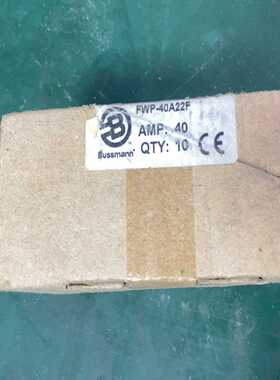 FWP-40A22F
AMP: 40
QTY: 10 CE
Bussmann